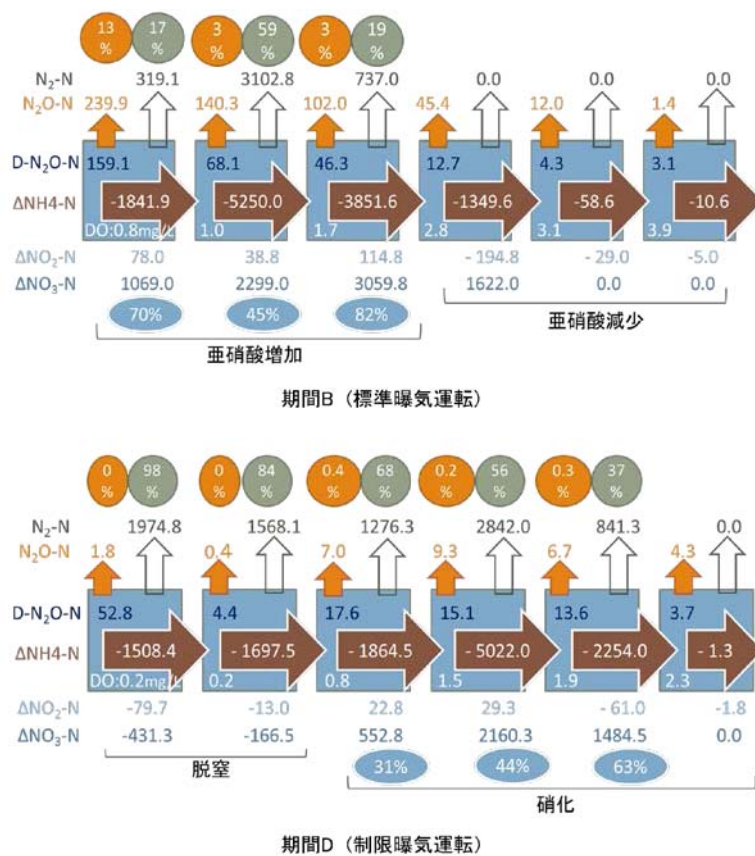 13 % 17 % 3 % 59 % 3 % 19 %
N₂-N 319.1 3102.8 737.0 0.0 0.0 0.0
N₂O-N 239.9 140.3 102.0 45.4 12.0 1.4
D-N₂O-N 159.1 68.1 46.3 12.7 4.3 3.1
ΔNH4-N -1841.9 -5250.0 -3851.6 -1349.6 -58.6 -10.6
DO:0.8mg/L 1.0 1.7 2.8 3.1 3.9
ΔNO₂-N 78.0 38.8 114.8 - 194.8 - 29.0 -5.0
ΔNO₃-N 1069.0 2299.0 3059.8 1622.0 0.0 0.0
70% 45% 82%
亜硝酸増加 亜硝酸減少
期間B（標準曝気運転）
0 % 98 % 0 % 84 % 0.4 % 68 % 0.2 % 56 % 0.3 % 37 %
N₂-N 1974.8 1568.1 1276.3 2842.0 841.3 0.0
N₂O-N 1.8 0.4 7.0 9.3 6.7 4.3
D-N₂O-N 52.8 4.4 17.6 15.1 13.6 3.7
ΔNH4-N -1508.4 - 1697.5 - 1864.5 -5022.0 - 2254.0 - 1.3
DO:0.2mg/L 0.2 0.8 1.5 1.9 2.3
ΔNO₂-N -79.7 -13.0 22.8 29.3 - 61.0 -1.8
ΔNO₃-N -431.3 -166.5 552.8 2160.3 1484.5 0.0
31% 44% 63%
脱窒 硝化
期間D（制限曝気運転）